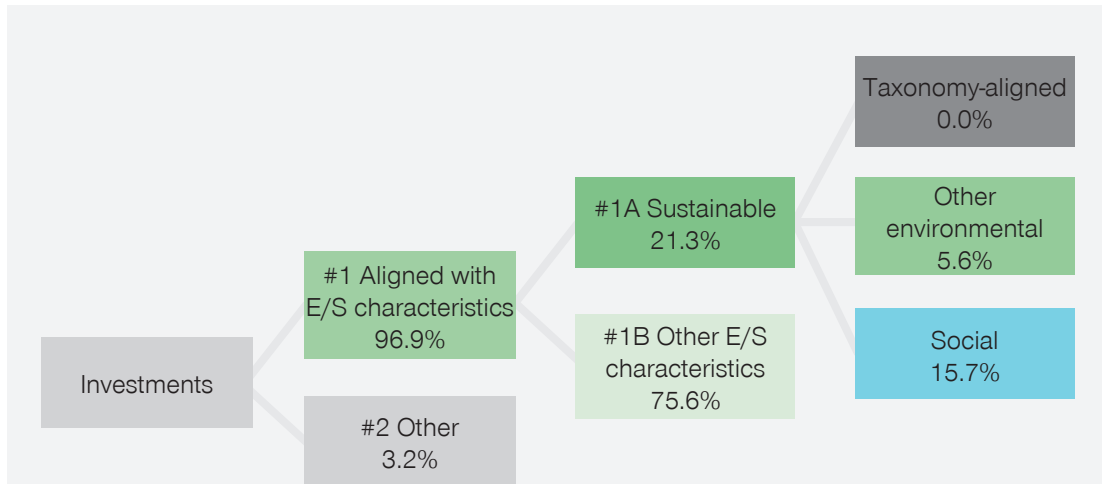 Investments
#1 Aligned with
E/S characteristics
96.9%
#2 Other
3.2%
#1A Sustainable
21.3%
#1B Other E/S
characteristics
75.6%
Taxonomy-aligned
0.0%
Other
environmental
5.6%
Social
15.7%